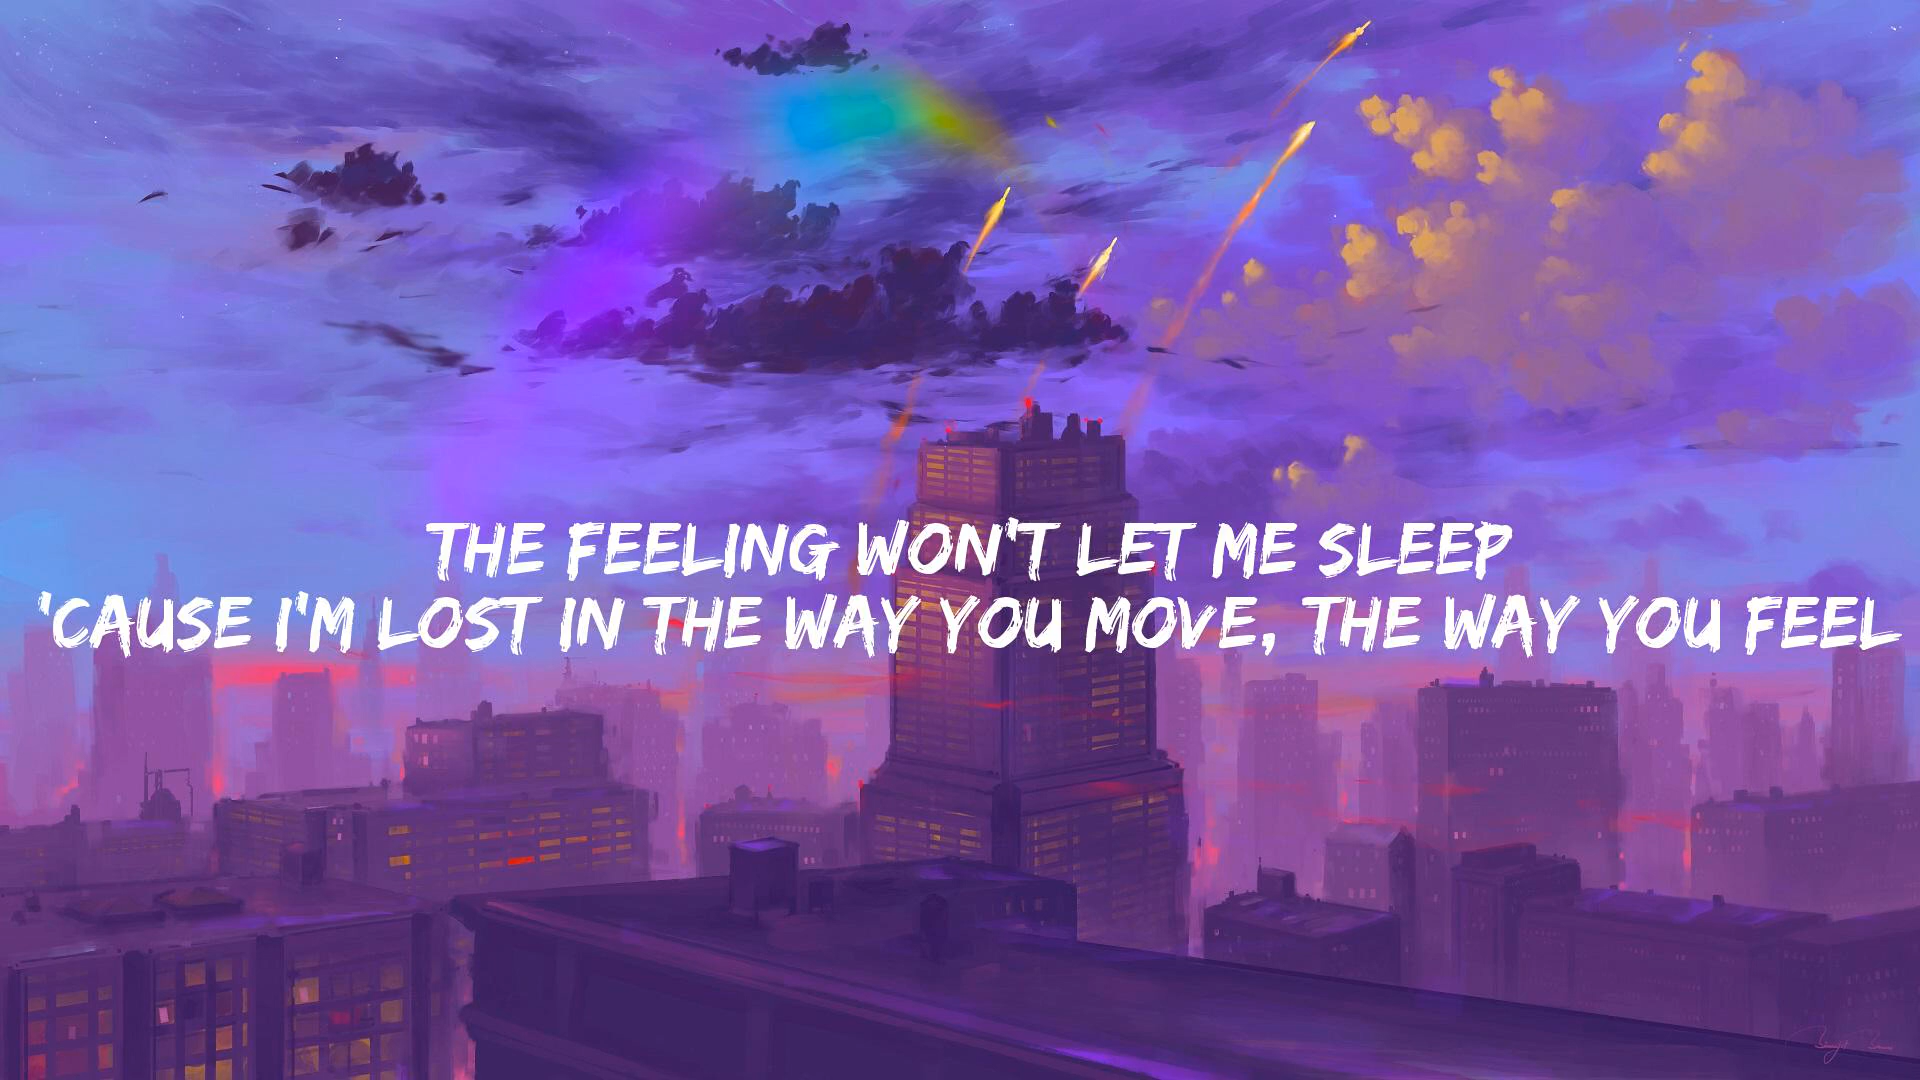 THE FEELING WON'T LET ME SLEEP
'CAUSE I'M LOST IN THE WAY YOU MOVE, THE WAY YOU FEEL